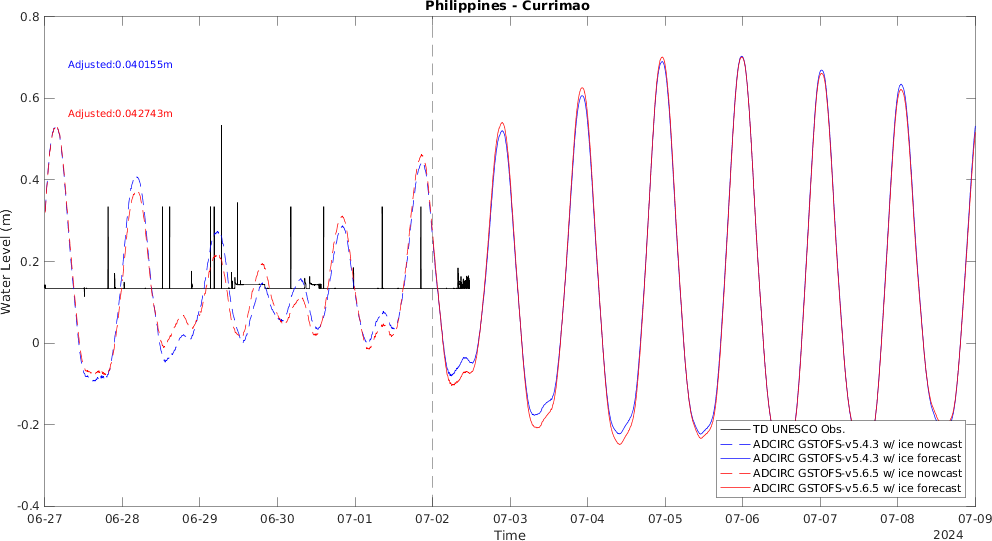 Philippines - Currimao
Adjusted:0.040155m
Adjusted:0.042743m
Water Level (m)
0.8
0.6
0.4
0.2
0
-0.2
-0.4
TD UNESCO Obs.
ADCIRC GSTOFS-v5.4.3 w/ ice nowcast
ADCIRC GSTOFS-v5.4.3 w/ ice forecast
ADCIRC GSTOFS-v5.6.5 w/ ice nowcast
ADCIRC GSTOFS-v5.6.5 w/ ice forecast
06-27 06-28 06-29 06-30 07-01 07-02 07-03 07-04 07-05 07-06 07-07 07-08 07-09
Time
2024